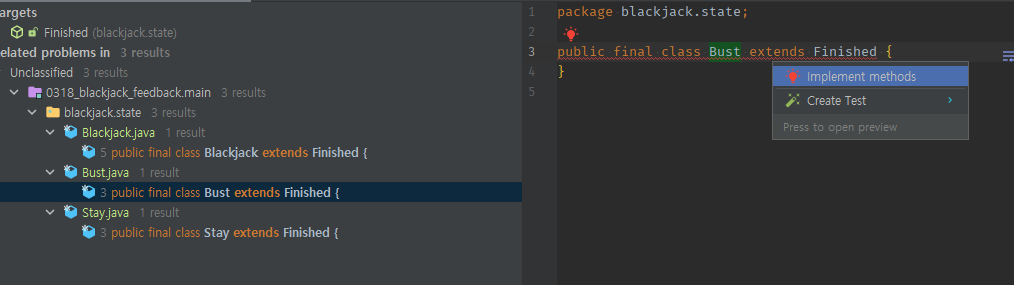 argets
Finished (blackjack.state)
elated problems in 3 results
Unclassified 3 results
0318_blackjack_feedback.main 3 results
blackjack.state 3 results
Blackjack.java 1 result
5 public final class Blackjack extends Finished {
Bust.java 1 result
3 public final class Bust extends Finished {
Stay.java 1 result
3 public final class Stay extends Finished {
1 package blackjack.state;
2
3 public final class Bust extends Finished {
4 }
5
Implement methods
Create Test
Press to open preview